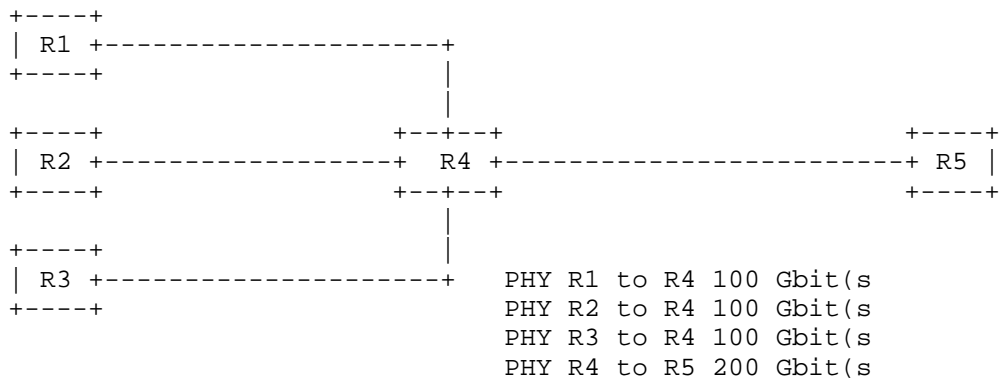 R1
R2
R4
R5
R3
PHY R1 to R4 100 Gbit(s
PHY R2 to R4 100 Gbit(s
PHY R3 to R4 100 Gbit(s
PHY R4 to R5 200 Gbit(s